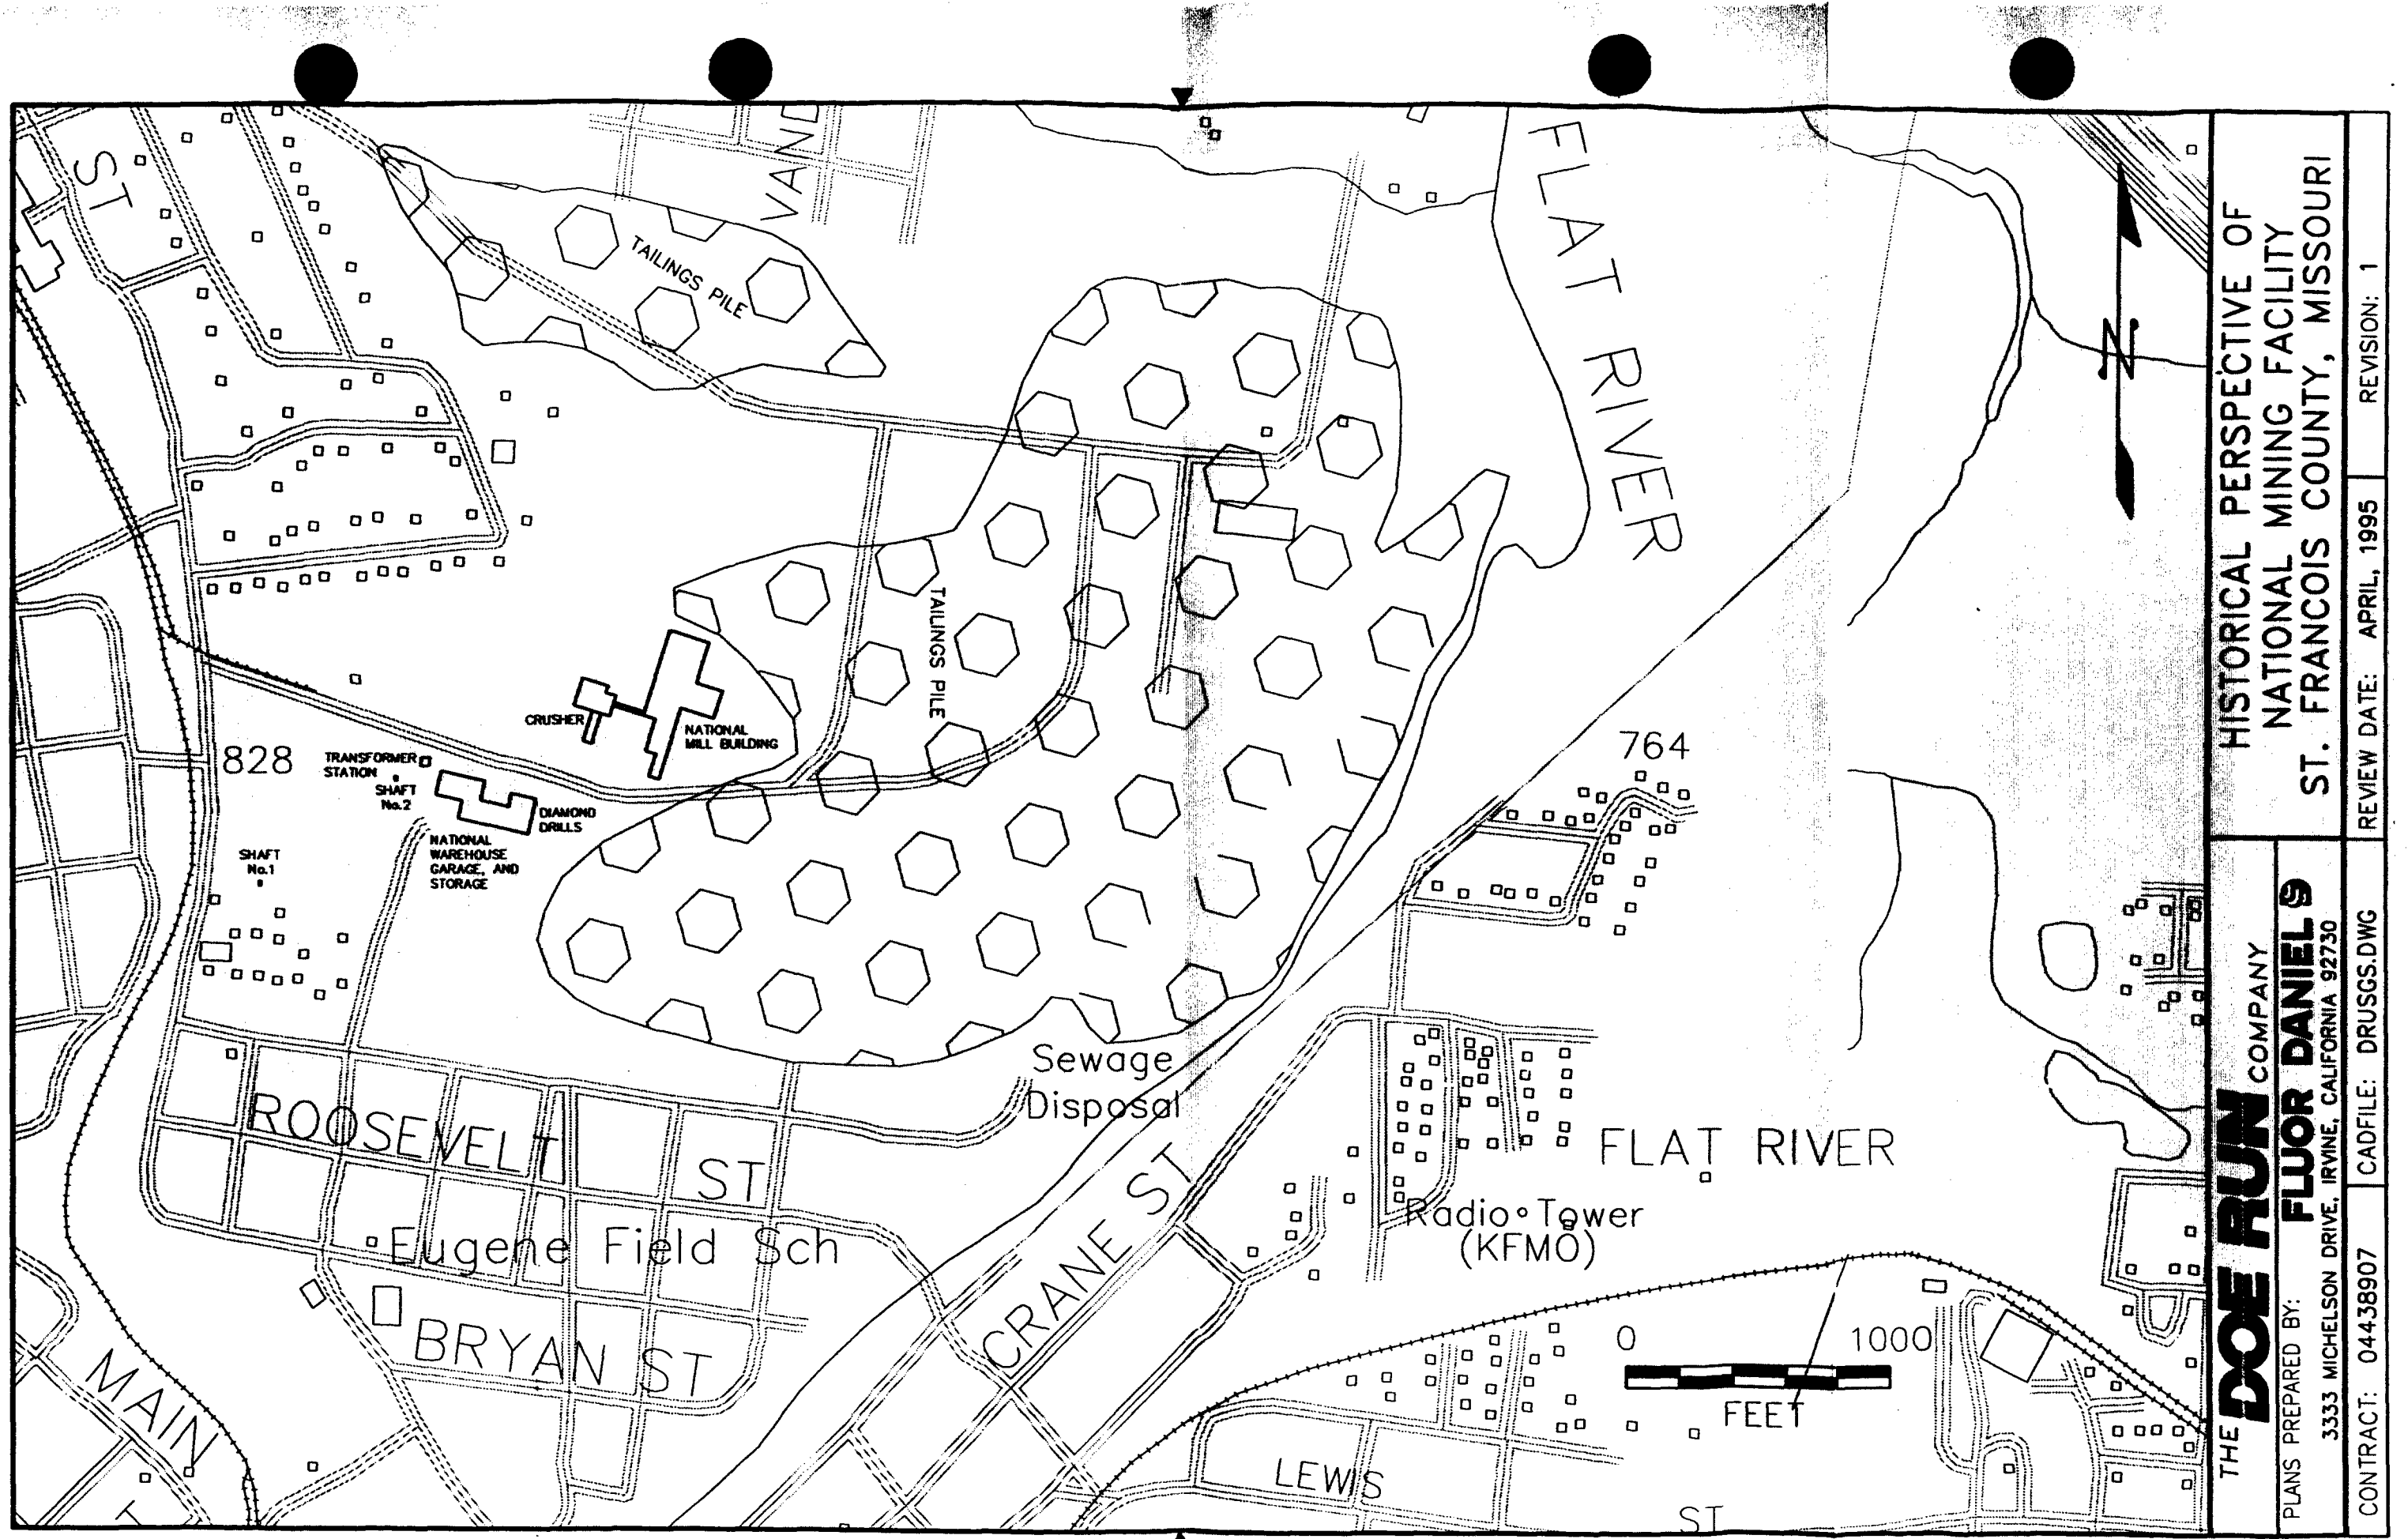 ST
VAND
FLAT RIVER
TAILINGS PILE
N
TAILINGS PILE
CRUSHER
NATIONAL
MILL BUILDING
828
TRANSFORMER
STATION
SHAFT
No.2
DIAMOND
DRILLS
NATIONAL
WAREHOUSE
GARAGE, AND
STORAGE
SHAFT
No.1
764
Sewage
Disposal
ROOSEVELT ST
Eugene Field Sch
BRYAN ST
MAIN
CRANE ST
FLAT RIVER
Radio Tower
(KFMO)
0 1000
FEET
LEWIS ST
HISTORICAL PERSPECTIVE OF
NATIONAL MINING FACILITY
ST. FRANCOIS COUNTY, MISSOURI
THE DOE RUN COMPANY
PLANS PREPARED BY: FLUOR DANIEL
3333 MICHELSON DRIVE, IRVINE, CALIFORNIA 92730
CONTRACT: 04438907
CADFILE: DRUSGS.DWG
REVIEW DATE: APRIL, 1995
REVISION: 1